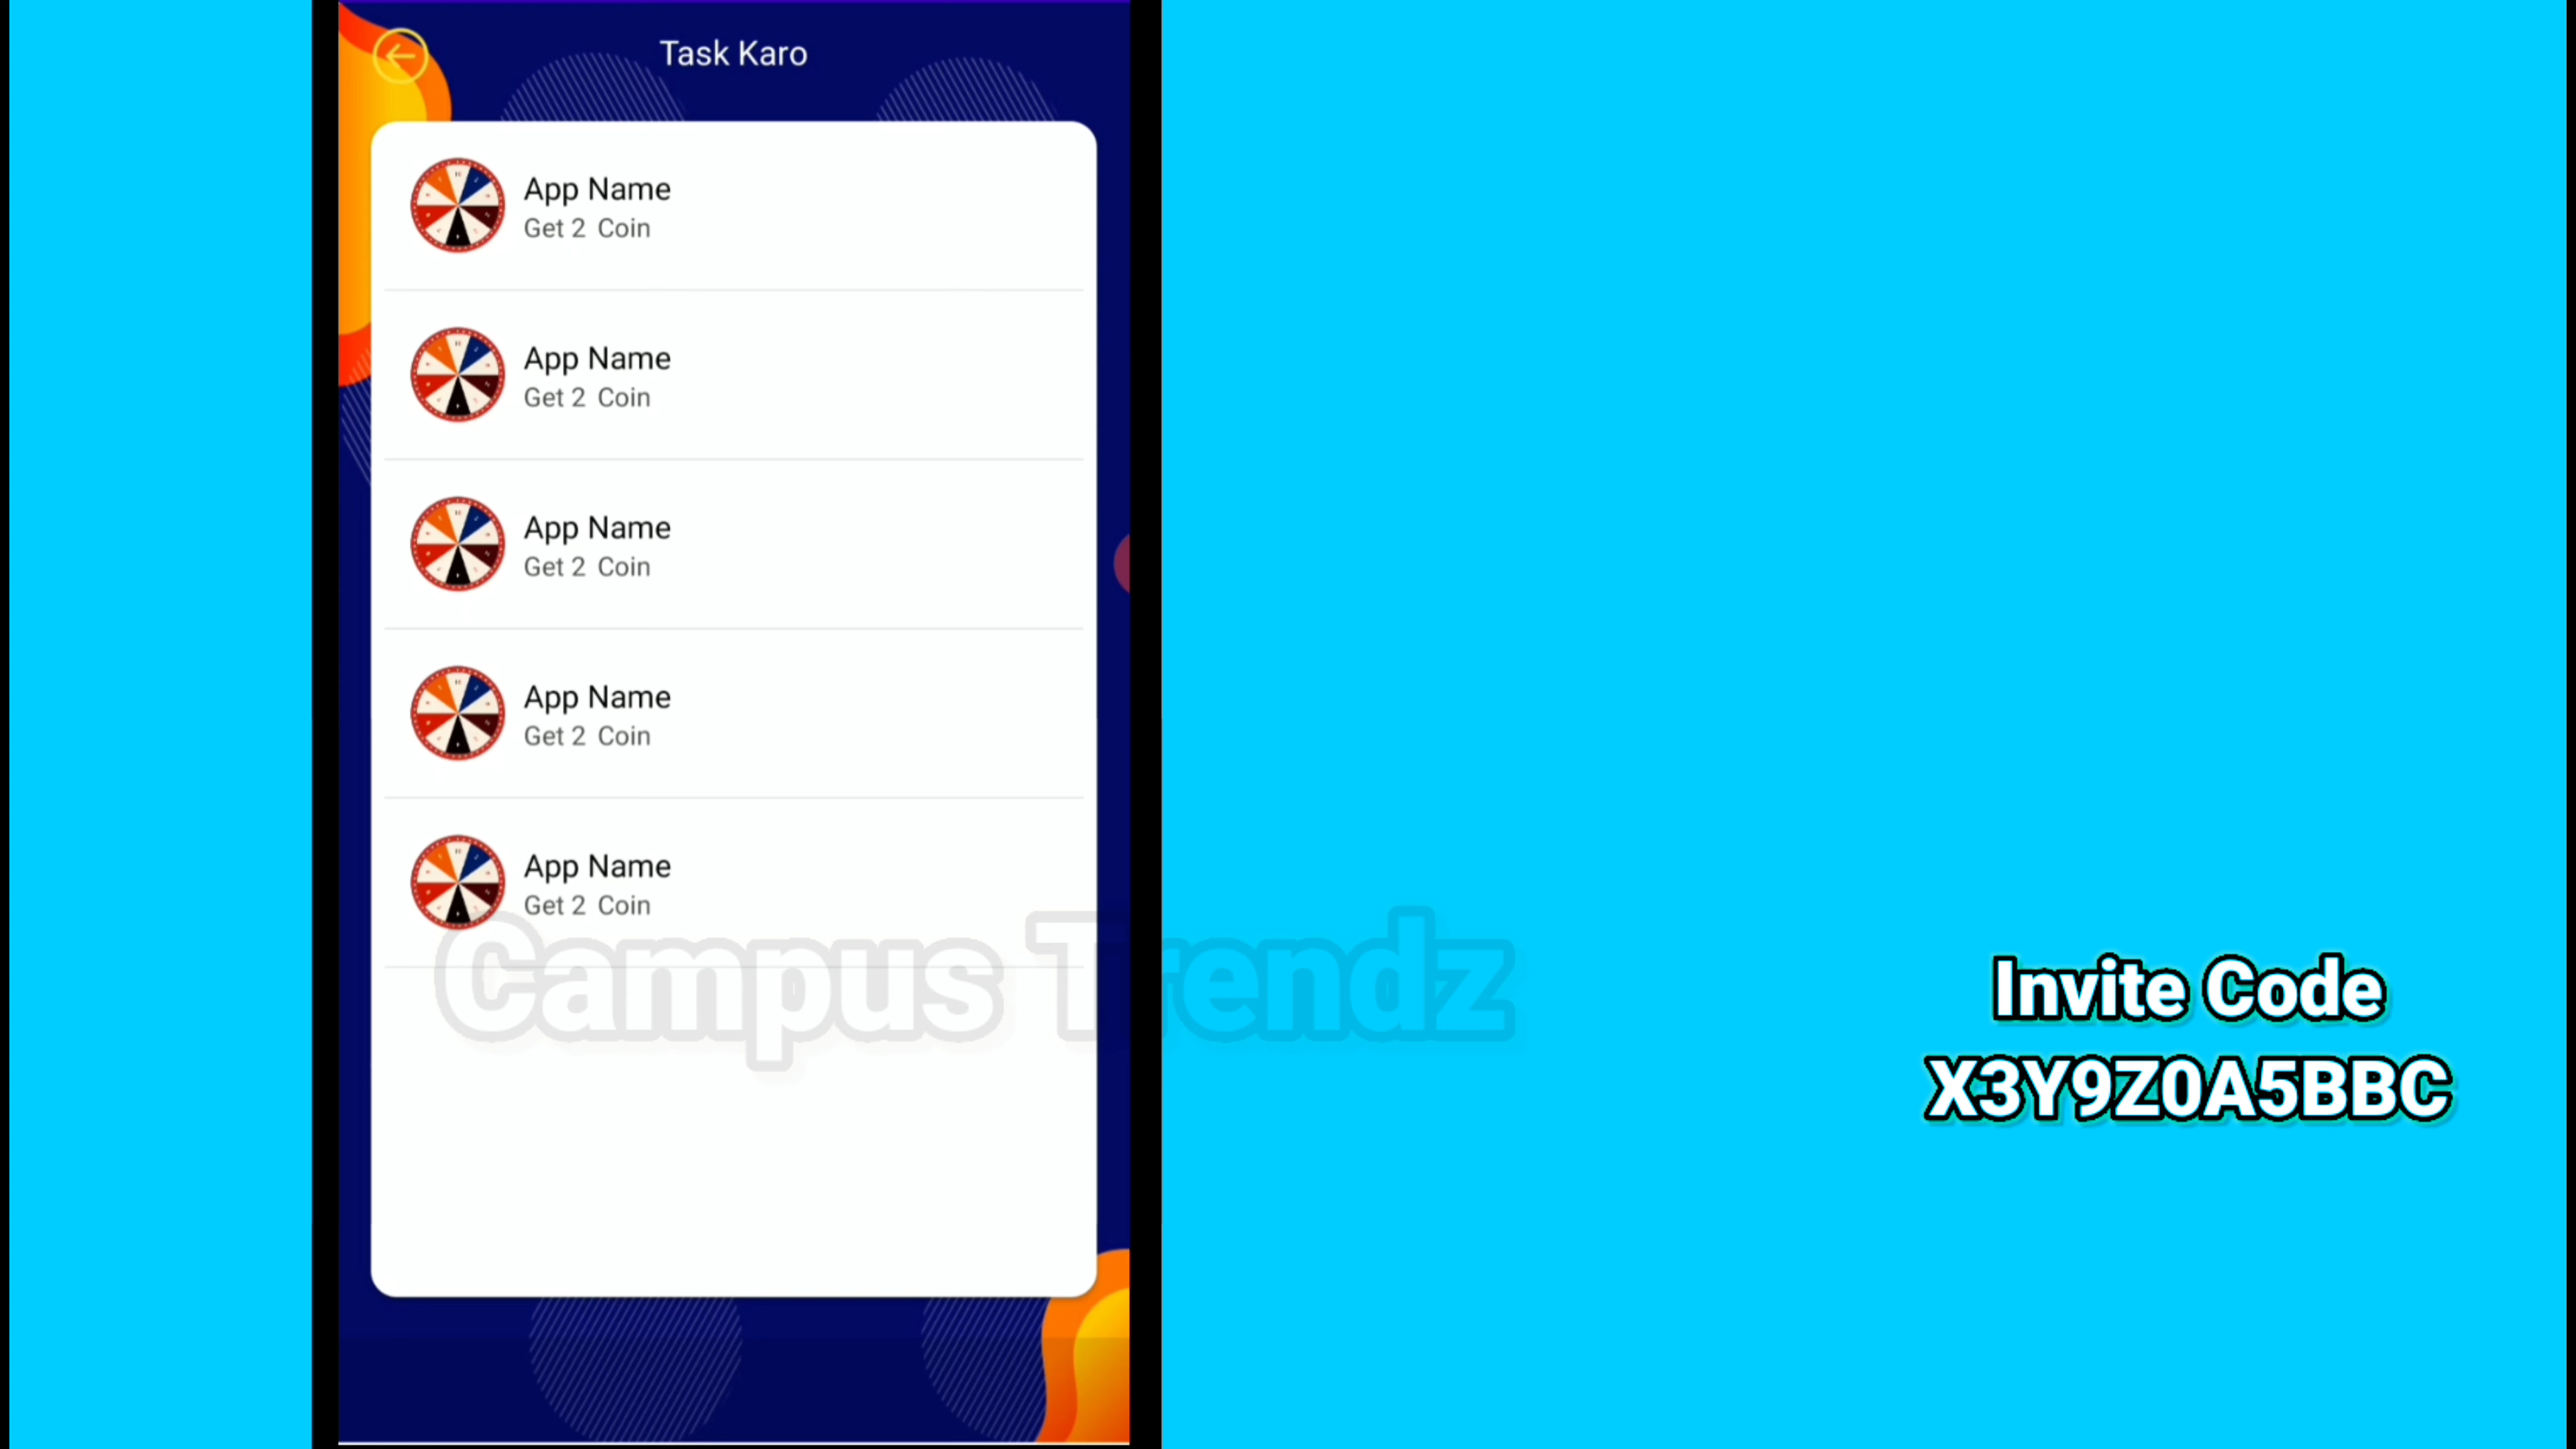 Task Karo
App Name
Get 2 Coin
App Name
Get 2 Coin
App Name
Get 2 Coin
App Name
Get 2 Coin
App Name
Get 2 Coin
Campus Trendz
Invite Code
X3Y9Z0A5BBC